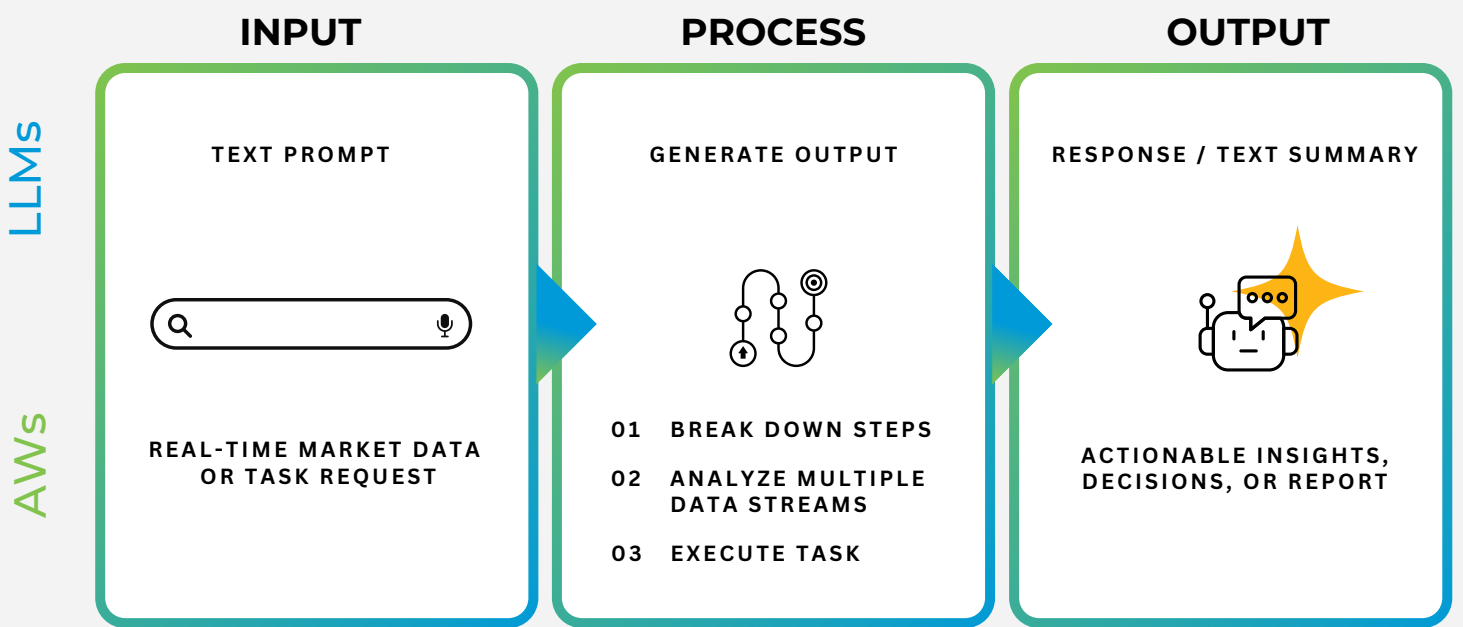 INPUT
PROCESS
OUTPUT
LLMs
TEXT PROMPT
GENERATE OUTPUT
RESPONSE / TEXT SUMMARY
AWs
REAL-TIME MARKET DATA
OR TASK REQUEST
01 BREAK DOWN STEPS
02 ANALYZE MULTIPLE
DATA STREAMS
03 EXECUTE TASK
ACTIONABLE INSIGHTS,
DECISIONS, OR REPORT